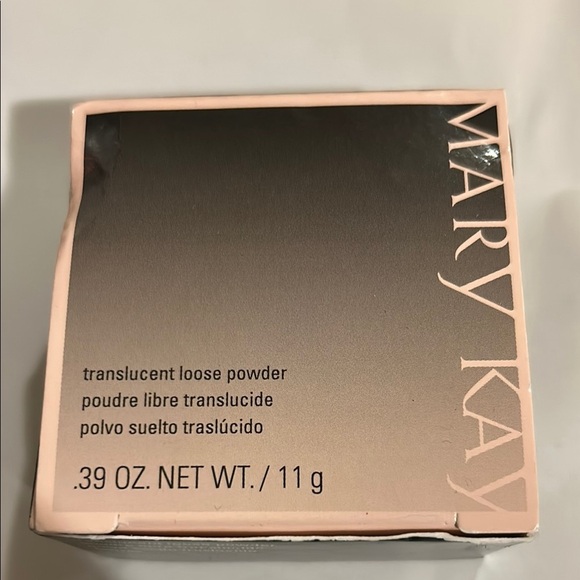 MARY KAY
translucent loose powder
poudre libre translucide
polvo suelto traslúcido
.39 OZ. NET WT. / 11 g